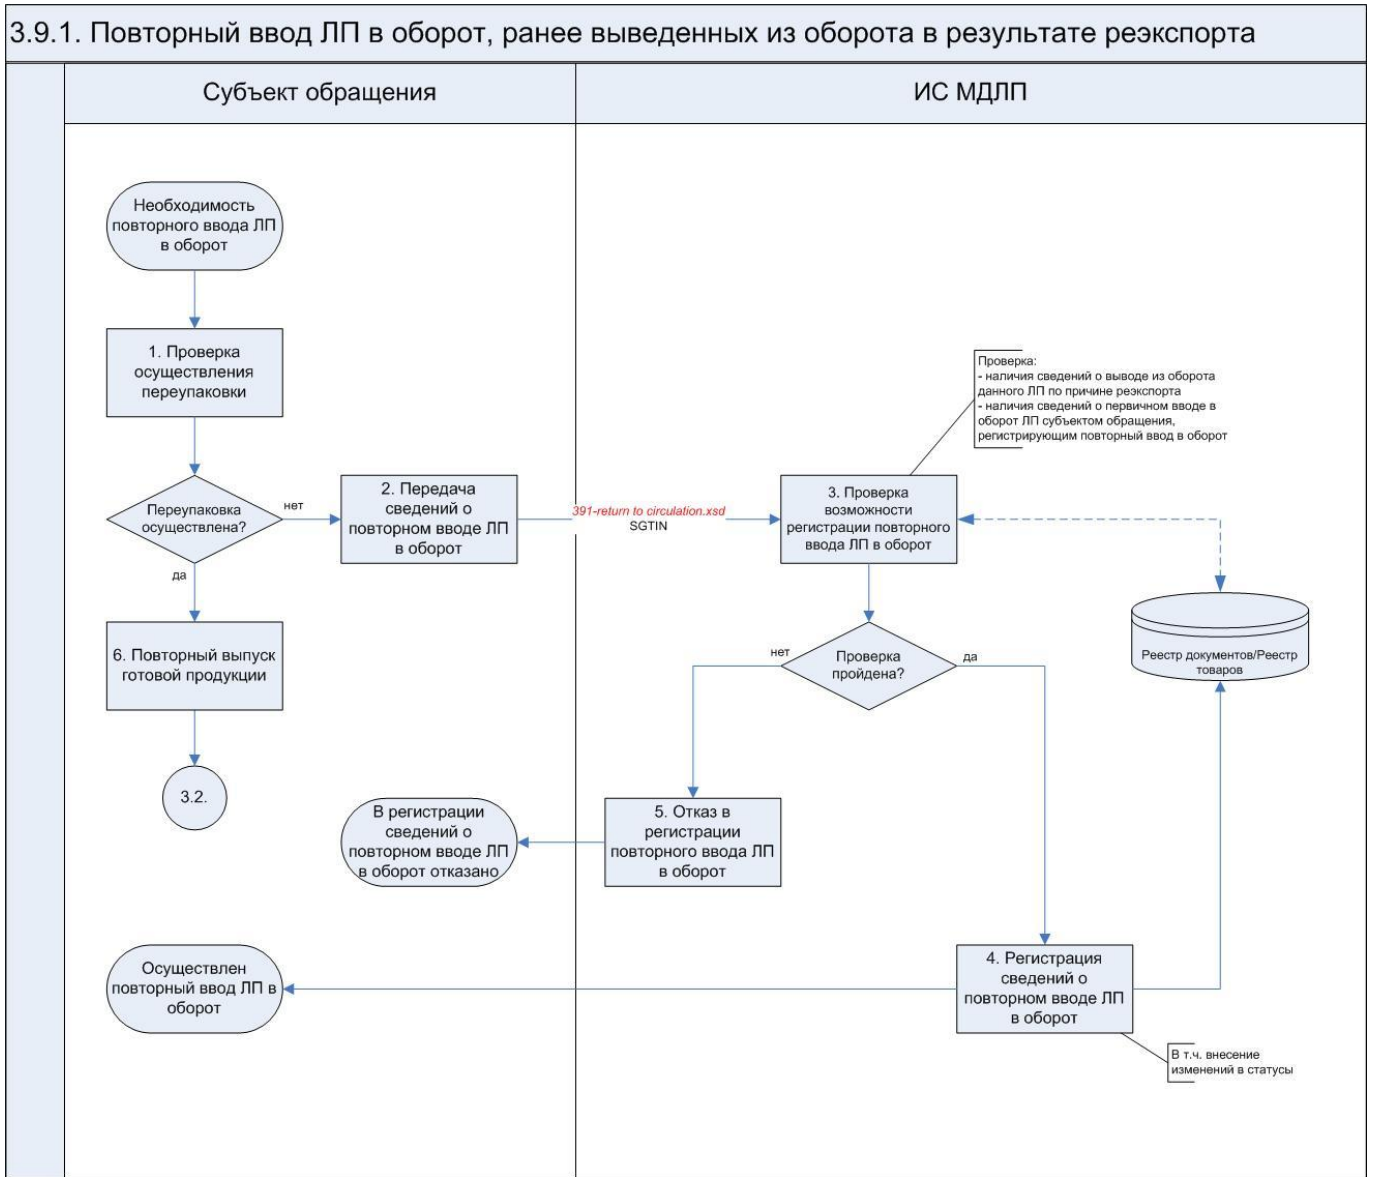 3.9.1. Повторный ввод ЛП в оборот, ранее выведенных из оборота в результате реэкспорта
Субъект обращения
ИС МДЛП
Необходимость
повторного ввода ЛП
в оборот
1. Проверка
осуществления
переупаковки
Проверка:
- наличия сведений о выводе из оборота
данного ЛП по причине реэкспорта
- наличия сведений о первичном вводе в
оборот ЛП субъектом обращения,
регистрирующим повторный ввод в оборот
Переупаковка
осуществлена?
нет
2. Передача
сведений о
повторном вводе ЛП
в оборот
391-return to circulation.xsd
SGTIN
3. Проверка
возможности
регистрации повторного
ввода ЛП в оборот
да
6. Повторный выпуск
готовой продукции
нет
Проверка
пройдена?
да
Реестр документов/Реестр
товаров
3.2.
В регистрации
сведений о
повторном вводе ЛП
в оборот отказано
5. Отказ в
регистрации
повторного ввода ЛП
в оборот
Осуществлен
повторный ввод ЛП в
оборот
4. Регистрация
сведений о
повторном вводе ЛП
в оборот
В т.ч. внесение
изменений в статусы